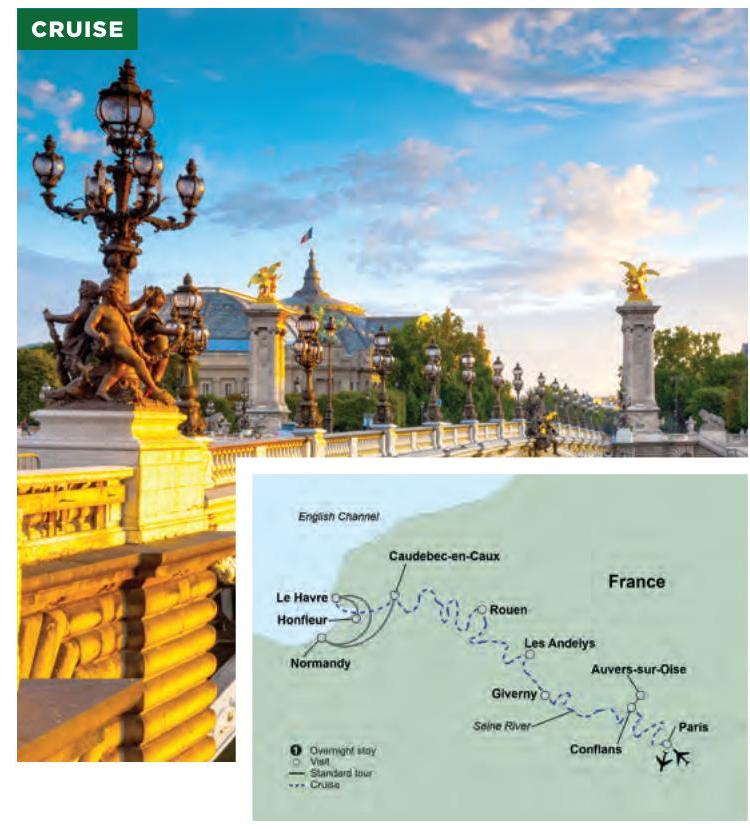 CRUISE
English Channel
Caudebec-en-Caux
France
Le Havre
Honfleur
Rouen
Normandy
Les Andelys
Auvers-sur-Oise
Giverny
Seine River
Paris
Conflans
1 Overnight stay
Visit
Standard tour
Cruise